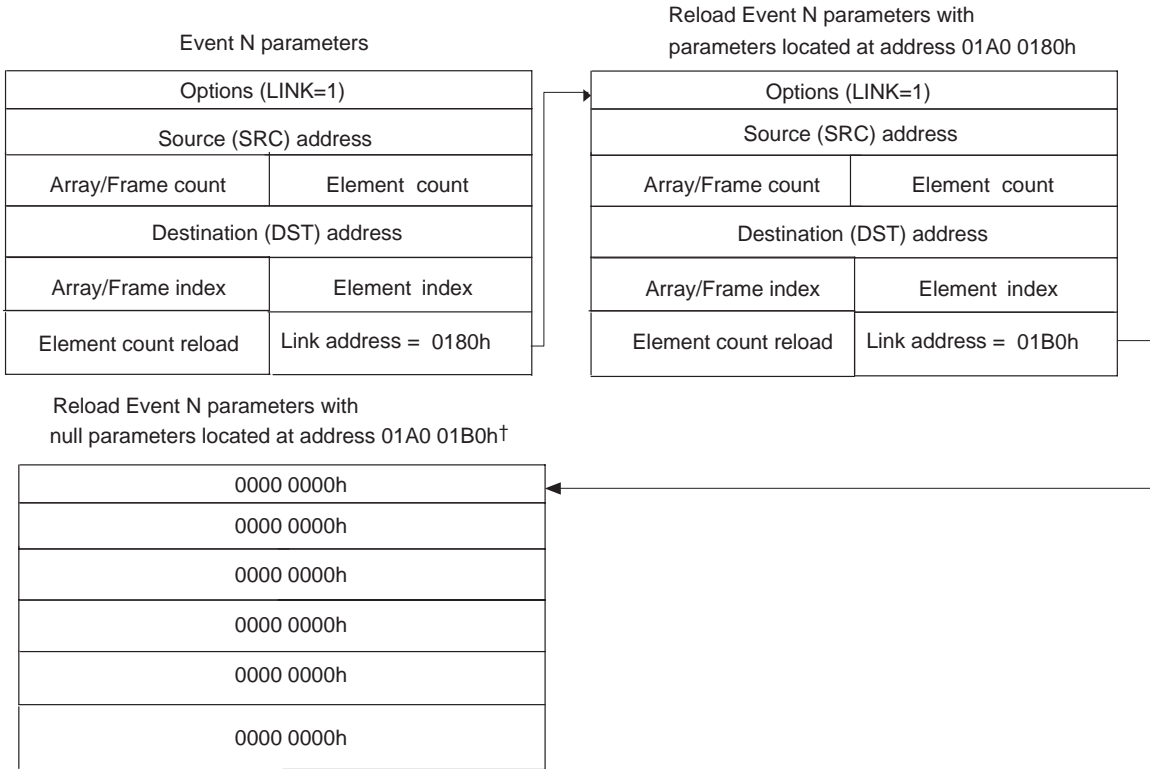 Event N parameters
Options (LINK=1)
Source (SRC) address
Array/Frame count Element count
Destination (DST) address
Array/Frame index Element index
Element count reload Link address = 0180h
Reload Event N parameters with
parameters located at address 01A0 0180h
Options (LINK=1)
Source (SRC) address
Array/Frame count Element count
Destination (DST) address
Array/Frame index Element index
Element count reload Link address = 01B0h
Reload Event N parameters with
null parameters located at address 01A0 01B0h†
0000 0000h
0000 0000h
0000 0000h
0000 0000h
0000 0000h
0000 0000h